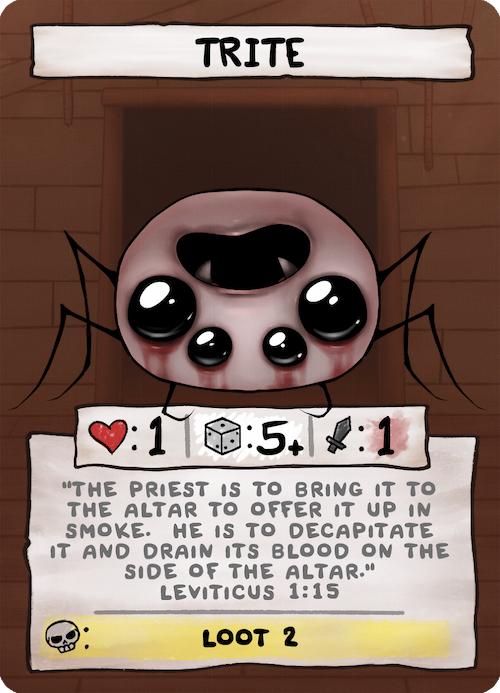 TRITE
:1 :5+ :1
"THE PRIEST IS TO BRING IT TO
THE ALTAR TO OFFER IT UP IN
SMOKE. HE IS TO DECAPITATE
IT AND DRAIN ITS BLOOD ON THE
SIDE OF THE ALTAR."
LEVITICUS 1:15
: LOOT 2